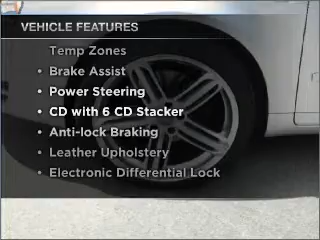 VEHICLE FEATURES
Temp Zones
• Brake Assist
• Power Steering
• CD with 6 CD Stacker
• Anti-lock Braking
• Leather Upholstery
• Electronic Differential Lock